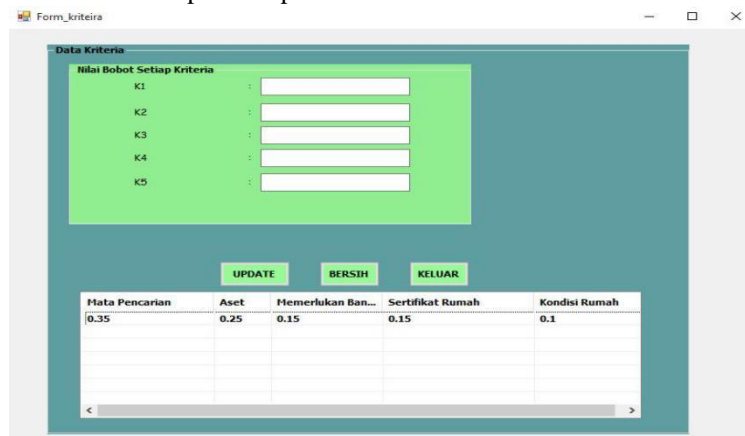 Form_kriteira
Data Kriteria
Nilai Bobot Setiap Kriteria
K1 :
K2 :
K3 :
K4 :
K5 :
UPDATE BERSIH KELUAR
Mata Pencarian Aset Memerlukan Ban... Sertifikat Rumah Kondisi Rumah
0.35 0.25 0.15 0.15 0.1